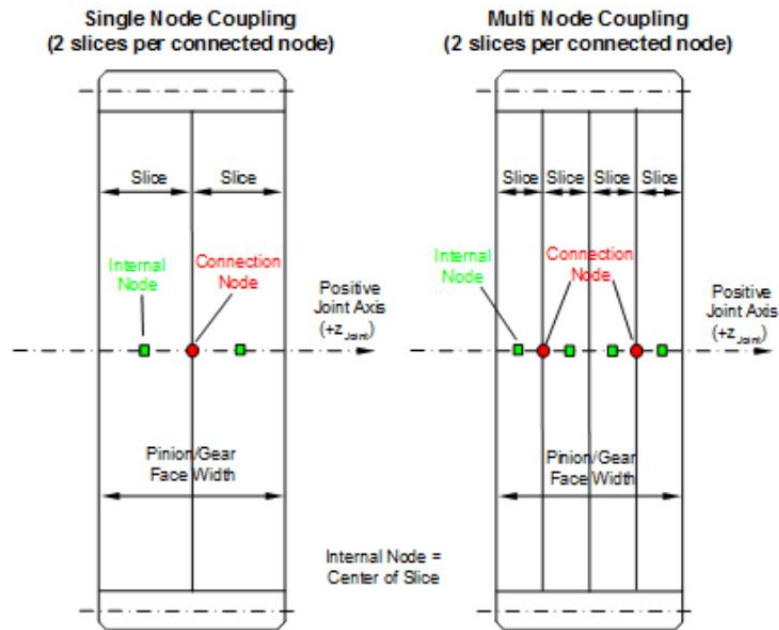 Single Node Coupling
(2 slices per connected node)
Slice
Slice
Internal
Node
Connection
Node
Positive
Joint Axis
(+z_Joint)
Pinion/Gear
Face Width
Internal Node =
Center of Slice
Multi Node Coupling
(2 slices per connected node)
Slice
Slice
Slice
Slice
Internal
Node
Connection
Node
Positive
Joint Axis
(+z_Joint)
Pinion/Gear
Face Width